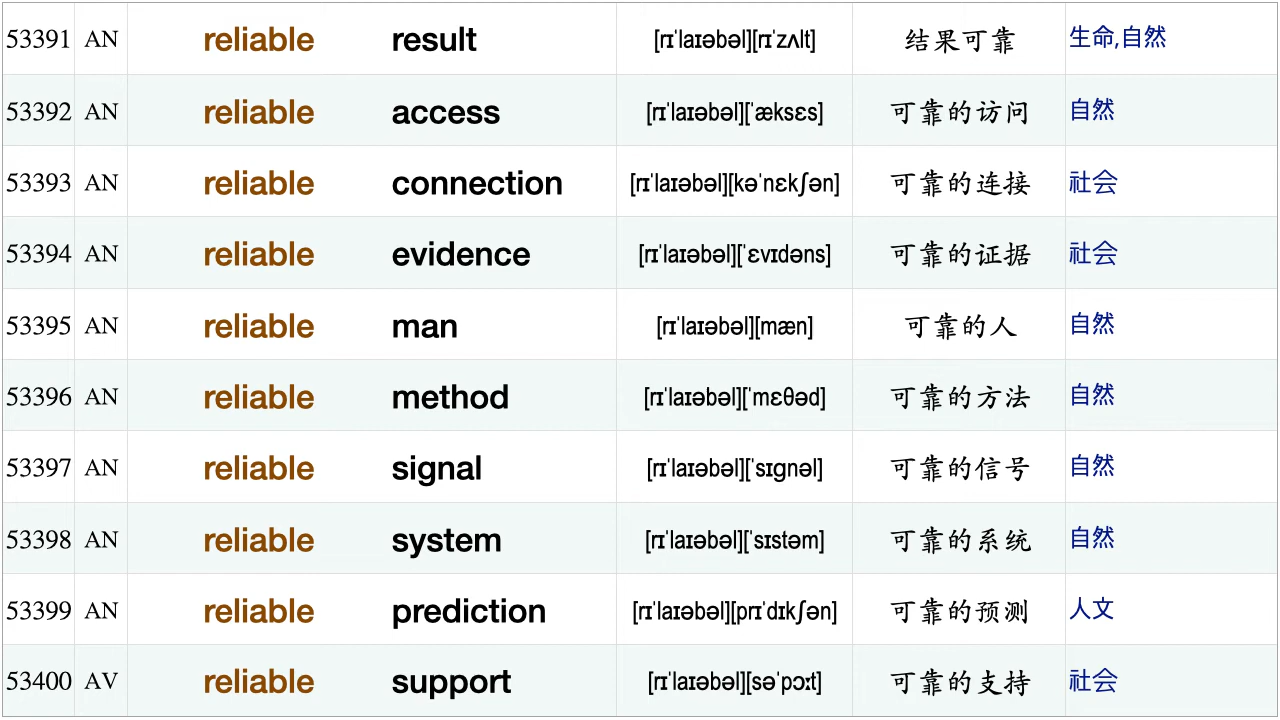 53391 AN reliable result [rɪˈlaɪəbəl][rɪˈzʌlt] 结果可靠 生命,自然
53392 AN reliable access [rɪˈlaɪəbəl][ˈæksɛs] 可靠的访问 自然
53393 AN reliable connection [rɪˈlaɪəbəl][kəˈnɛkʃən] 可靠的连接 社会
53394 AN reliable evidence [rɪˈlaɪəbəl][ˈɛvɪdəns] 可靠的证据 社会
53395 AN reliable man [rɪˈlaɪəbəl][mæn] 可靠的人 自然
53396 AN reliable method [rɪˈlaɪəbəl][ˈmɛθəd] 可靠的方法 自然
53397 AN reliable signal [rɪˈlaɪəbəl][ˈsɪɡnəl] 可靠的信号 自然
53398 AN reliable system [rɪˈlaɪəbəl][ˈsɪstəm] 可靠的系统 自然
53399 AN reliable prediction [rɪˈlaɪəbəl][prɪˈdɪkʃən] 可靠的预测 人文
53400 AV reliable support [rɪˈlaɪəbəl][səˈpɔːt] 可靠的支持 社会